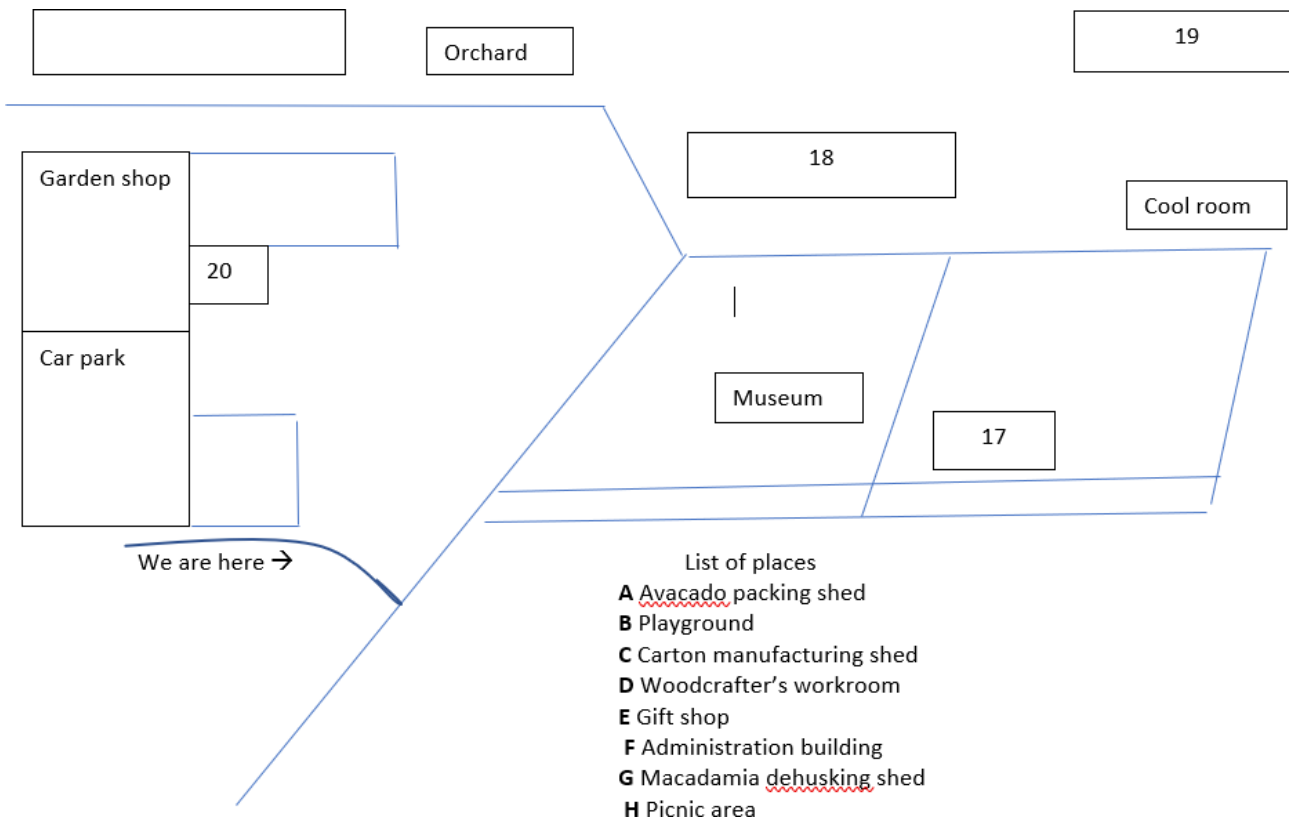 Orchard
19
18
Garden shop
Cool room
20
Car park
Museum
17
We are here →
List of places
A Avacado packing shed
B Playground
C Carton manufacturing shed
D Woodcrafter’s workroom
E Gift shop
F Administration building
G Macadamia dehusking shed
H Picnic area